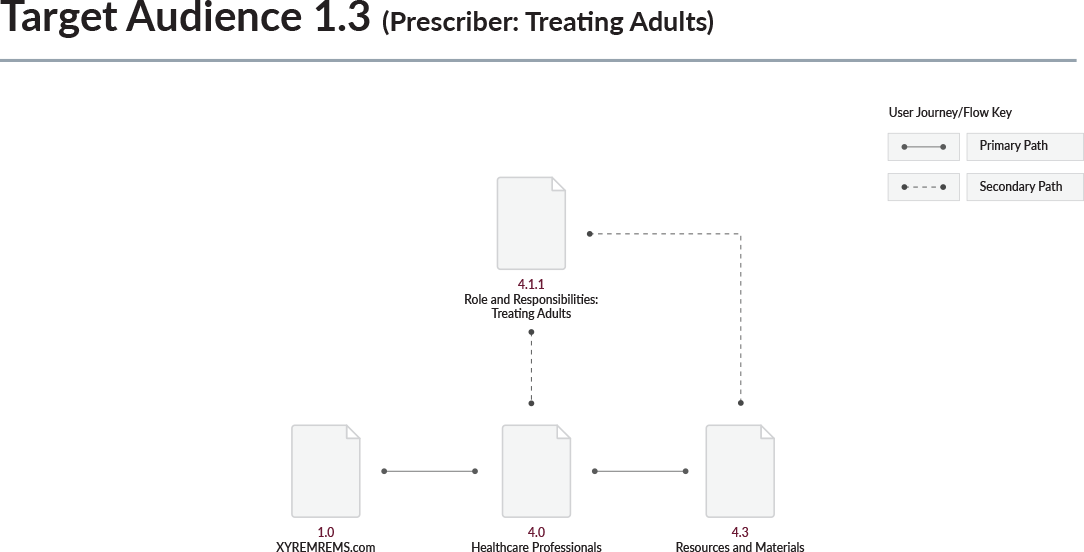 Target Audience 1.3 (Prescriber: Treating Adults)
User Journey/Flow Key
Primary Path
Secondary Path
4.1.1
Role and Responsibilities:
Treating Adults
1.0
XYREMREMS.com
4.0
Healthcare Professionals
4.3
Resources and Materials